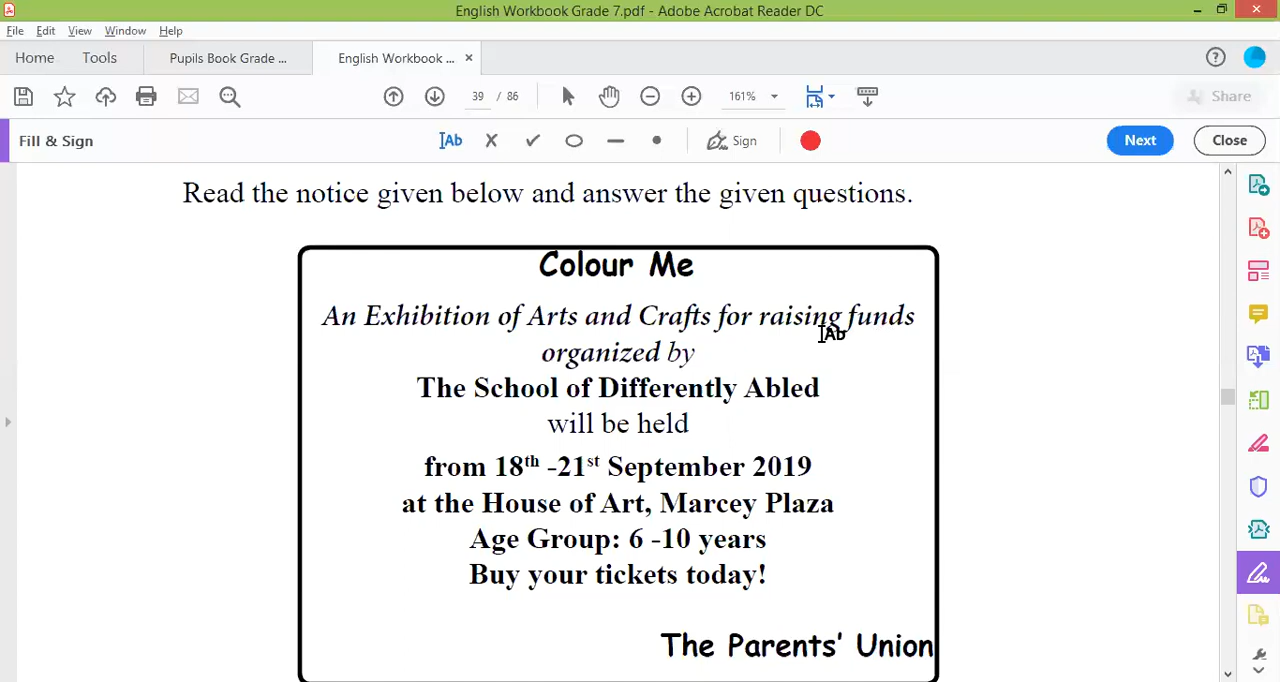 English Workbook Grade 7.pdf - Adobe Acrobat Reader DC
File Edit View Window Help
Home Tools Pupils Book Grade ... English Workbook ... ×
39 / 86 161% Share
Fill & Sign Ab Sign Next Close
Read the notice given below and answer the given questions.
Colour Me
An Exhibition of Arts and Crafts for raising funds
Ab
organized by
The School of Differently Abled
will be held
from 18th -21st September 2019
at the House of Art, Marcey Plaza
Age Group: 6 -10 years
Buy your tickets today!
The Parents' Union